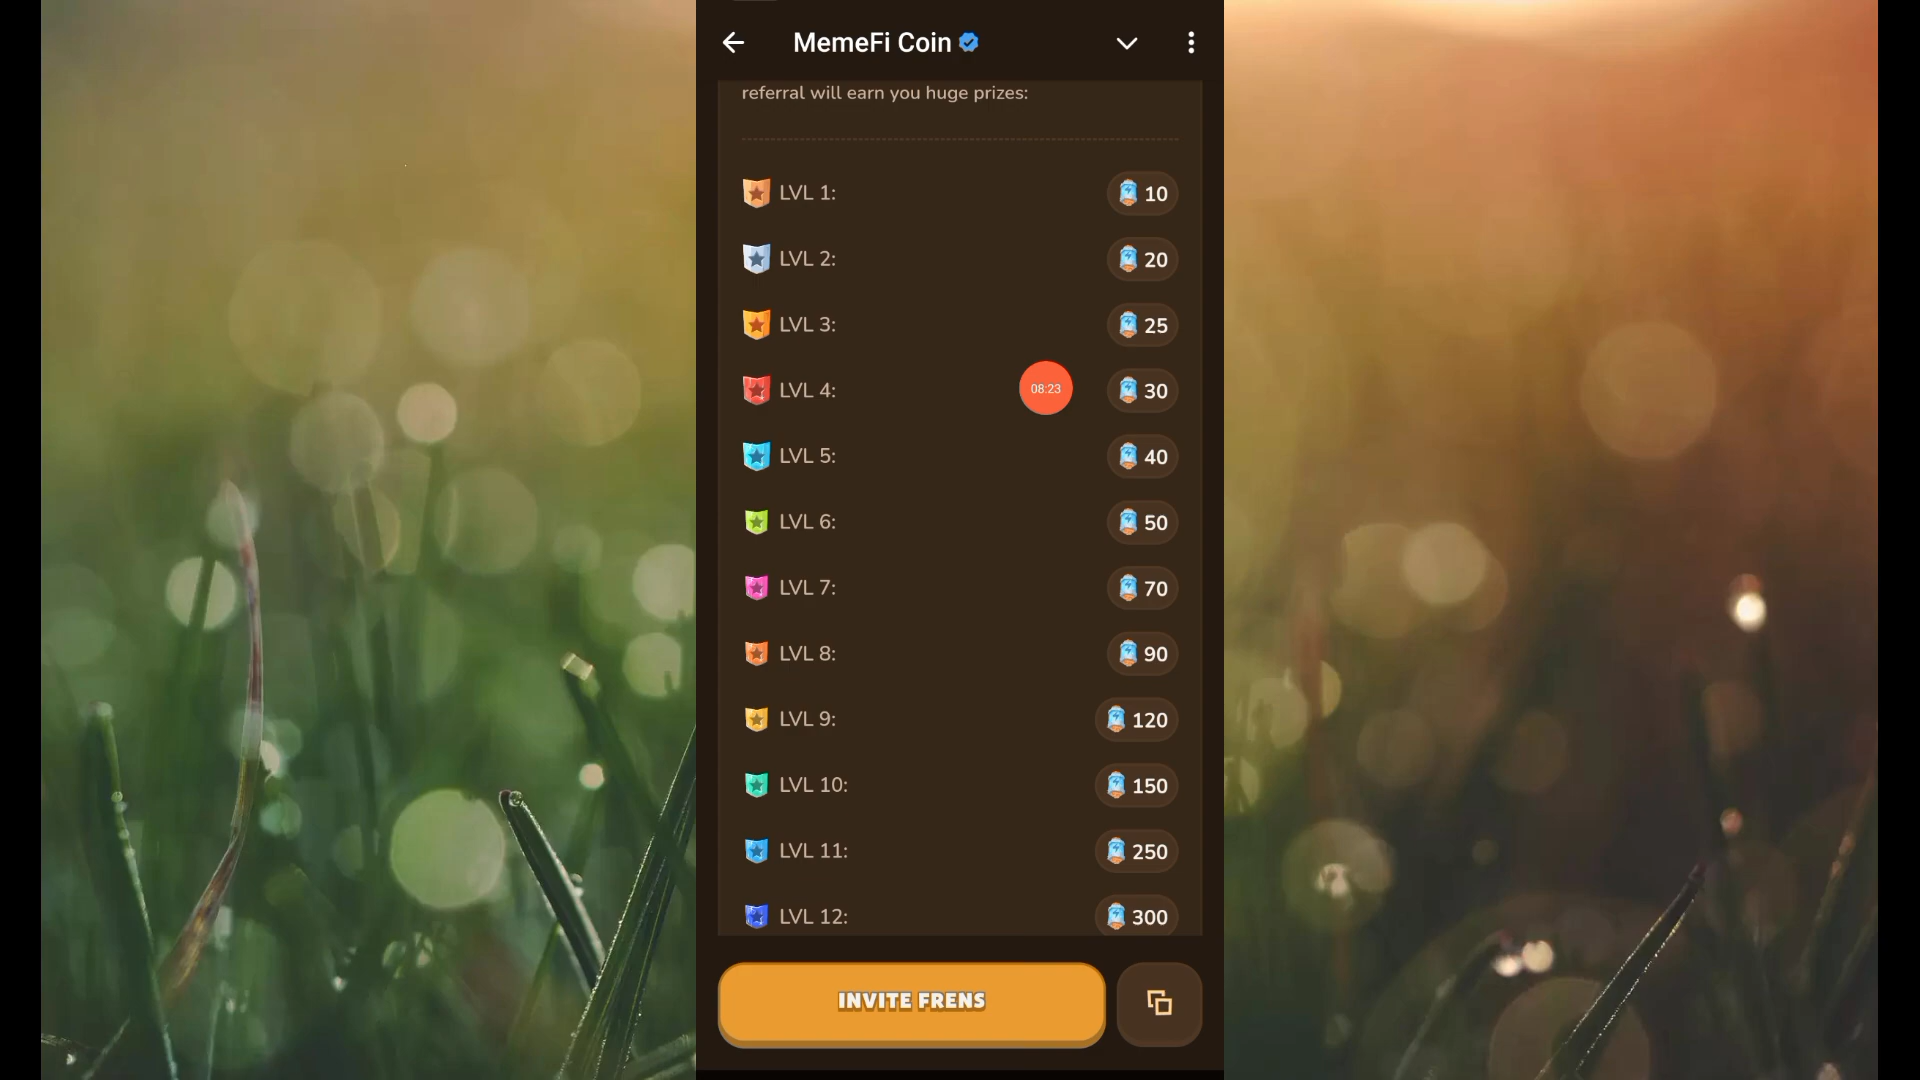 MemeFi Coin
referral will earn you huge prizes:
LVL 1: 10
LVL 2: 20
LVL 3: 25
LVL 4: 30
08:23
LVL 5: 40
LVL 6: 50
LVL 7: 70
LVL 8: 90
LVL 9: 120
LVL 10: 150
LVL 11: 250
LVL 12: 300
INVITE FRENS